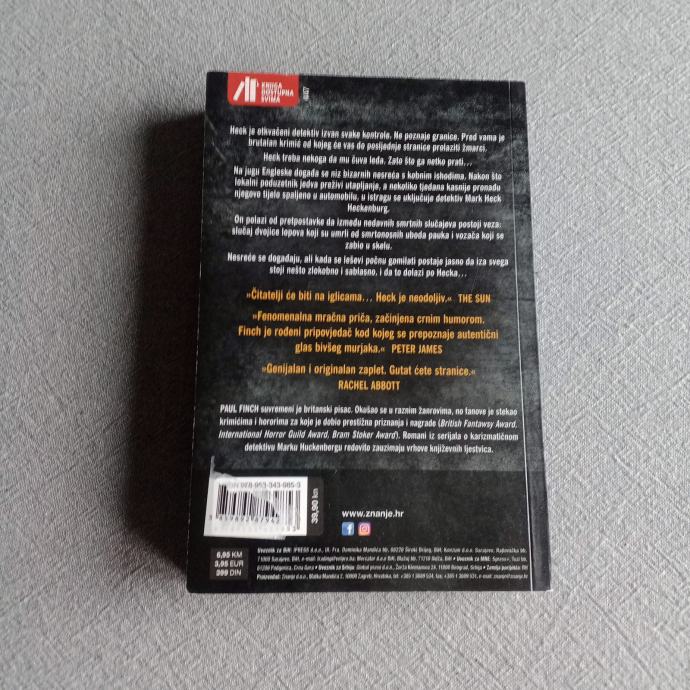 KNJIGA
DOSTUPNA
SVIMA
Heck je otkvačeni detektiv izvan svake kontrole. Ne poznaje granice. Pred vama je
brutalan krimić od kojeg će vas do posljednje stranice prolaziti žmarci.
Heck treba nekoga da mu čuva leđa. Zato što ga netko prati...
Na jugu Engleske događa se niz bizarnih nesreća s kobnim ishodima. Nakon što
lokalni poduzetnik jedva preživi utapljanje, a nekoliko tjedana kasnije pronađu
njegovo tijelo spaljeno u automobilu, u istragu se uključuje detektiv Mark Heck
Heckenburg.
On polazi od pretpostavke da između nedavnih smrtnih slučajeva postoji veza:
slučaj dvojice lopova koji su umrli od smrtonosnih uboda pauka i vozača koji se
zabio u skelu.
Nesreće se događaju, ali kada se leševi počnu gomilati postaje jasno da iza svega
stoji nešto zlokobno i sablasno, i da to dolazi po Hecka...
»Čitatelji će biti na iglicama... Heck je neodoljiv.« THE SUN
»Fenomenalna mračna priča, začinjena crnim humorom.
Finch je rođeni pripovjedač kod kojeg se prepoznaje autentični
glas bivšeg murjaka.« PETER JAMES
»Genijalan i originalan zaplet. Gutat ćete stranice.«
RACHEL ABBOTT
PAUL FINCH suvremeni je britanski pisac. Okušao se u raznim žanrovima, no fanove je stekao
krimićima i hororima za koje je dobio prestižna priznanja i nagrade (British Fantawsy Award,
International Horror Guild Award, Bram Stoker Award). Romani iz serijala o karizmatičnom
detektivu Marku Huckenbergu redovito zauzimaju vrhove književnih ljestvica.
978-953-343-985-3
39,90 kn
www.znanje.hr
6,95 KM
3,95 EUR
399 DIN